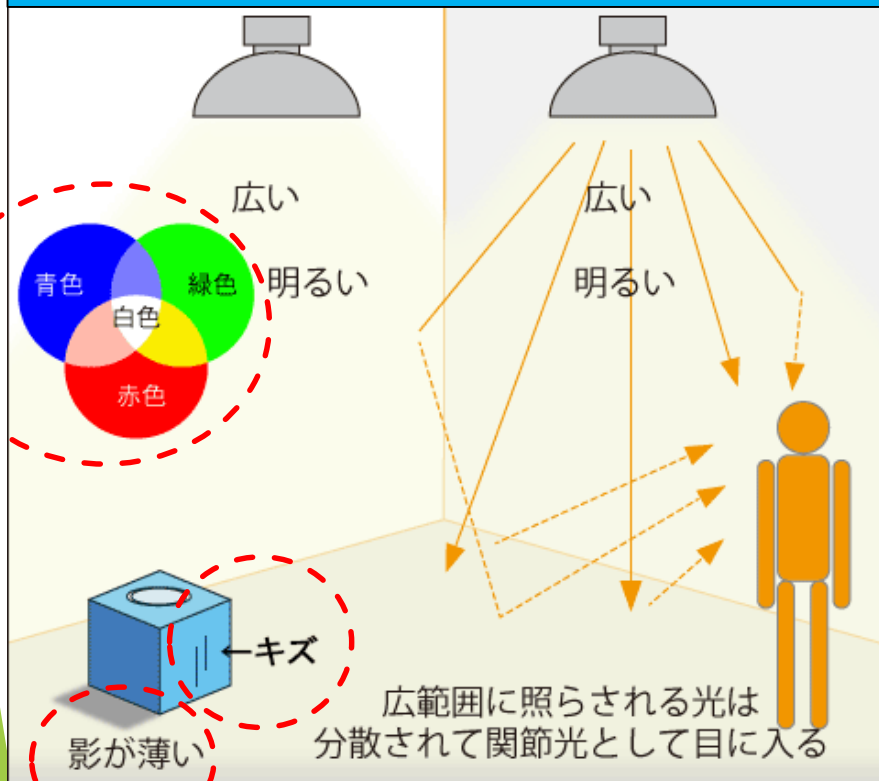 広い
広い
明るい
明るい
青色
緑色
白色
赤色
←キズ
影が薄い
広範囲に照らされる光は
分散されて関節光として目に入る